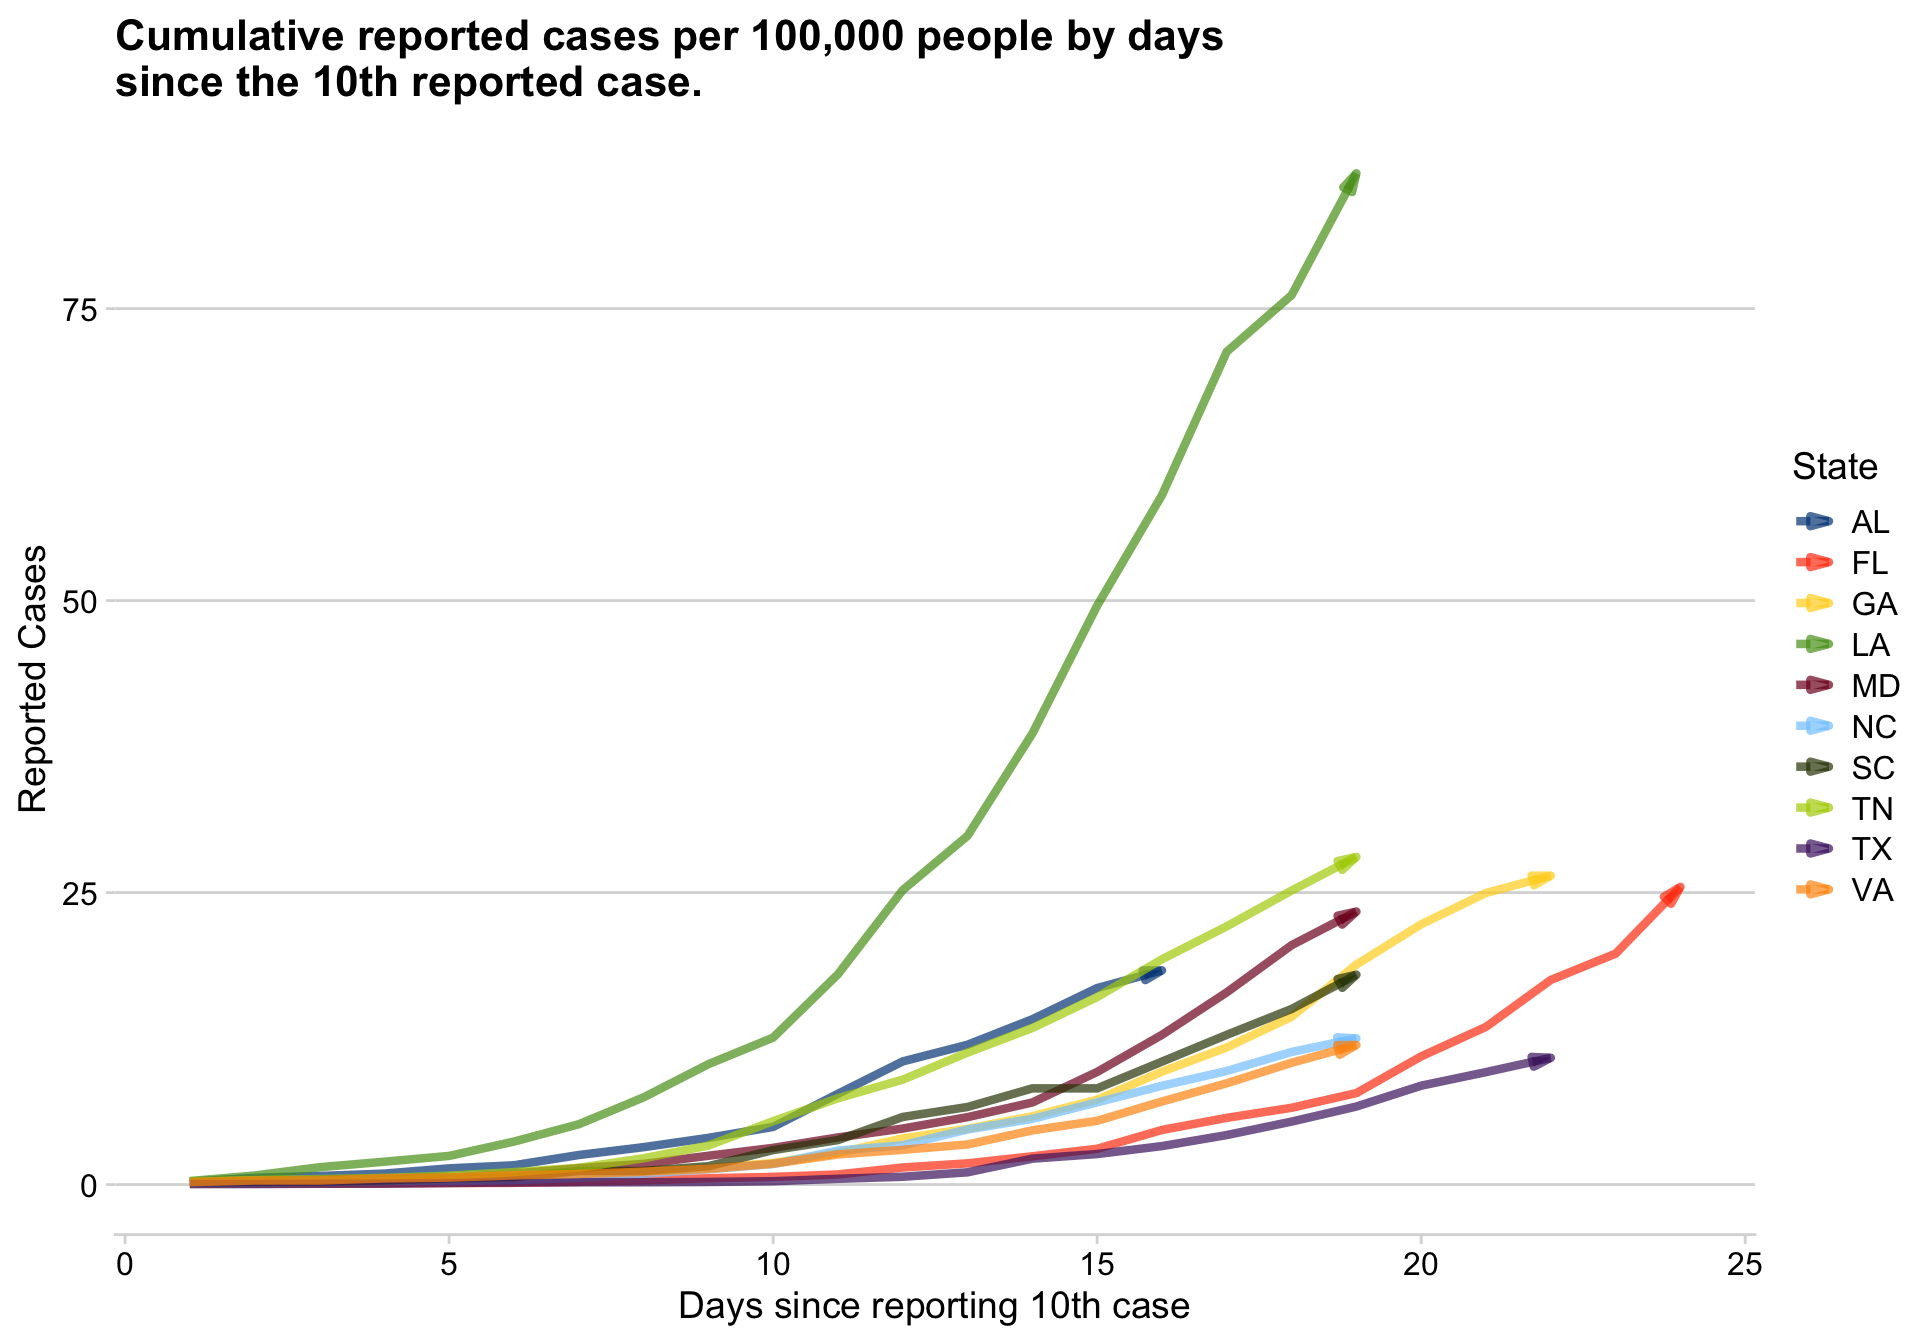 Cumulative reported cases per 100,000 people by days
since the 10th reported case.
75
50
25
0
Reported Cases
0 5 10 15 20 25
Days since reporting 10th case
State
AL
FL
GA
LA
MD
NC
SC
TN
TX
VA